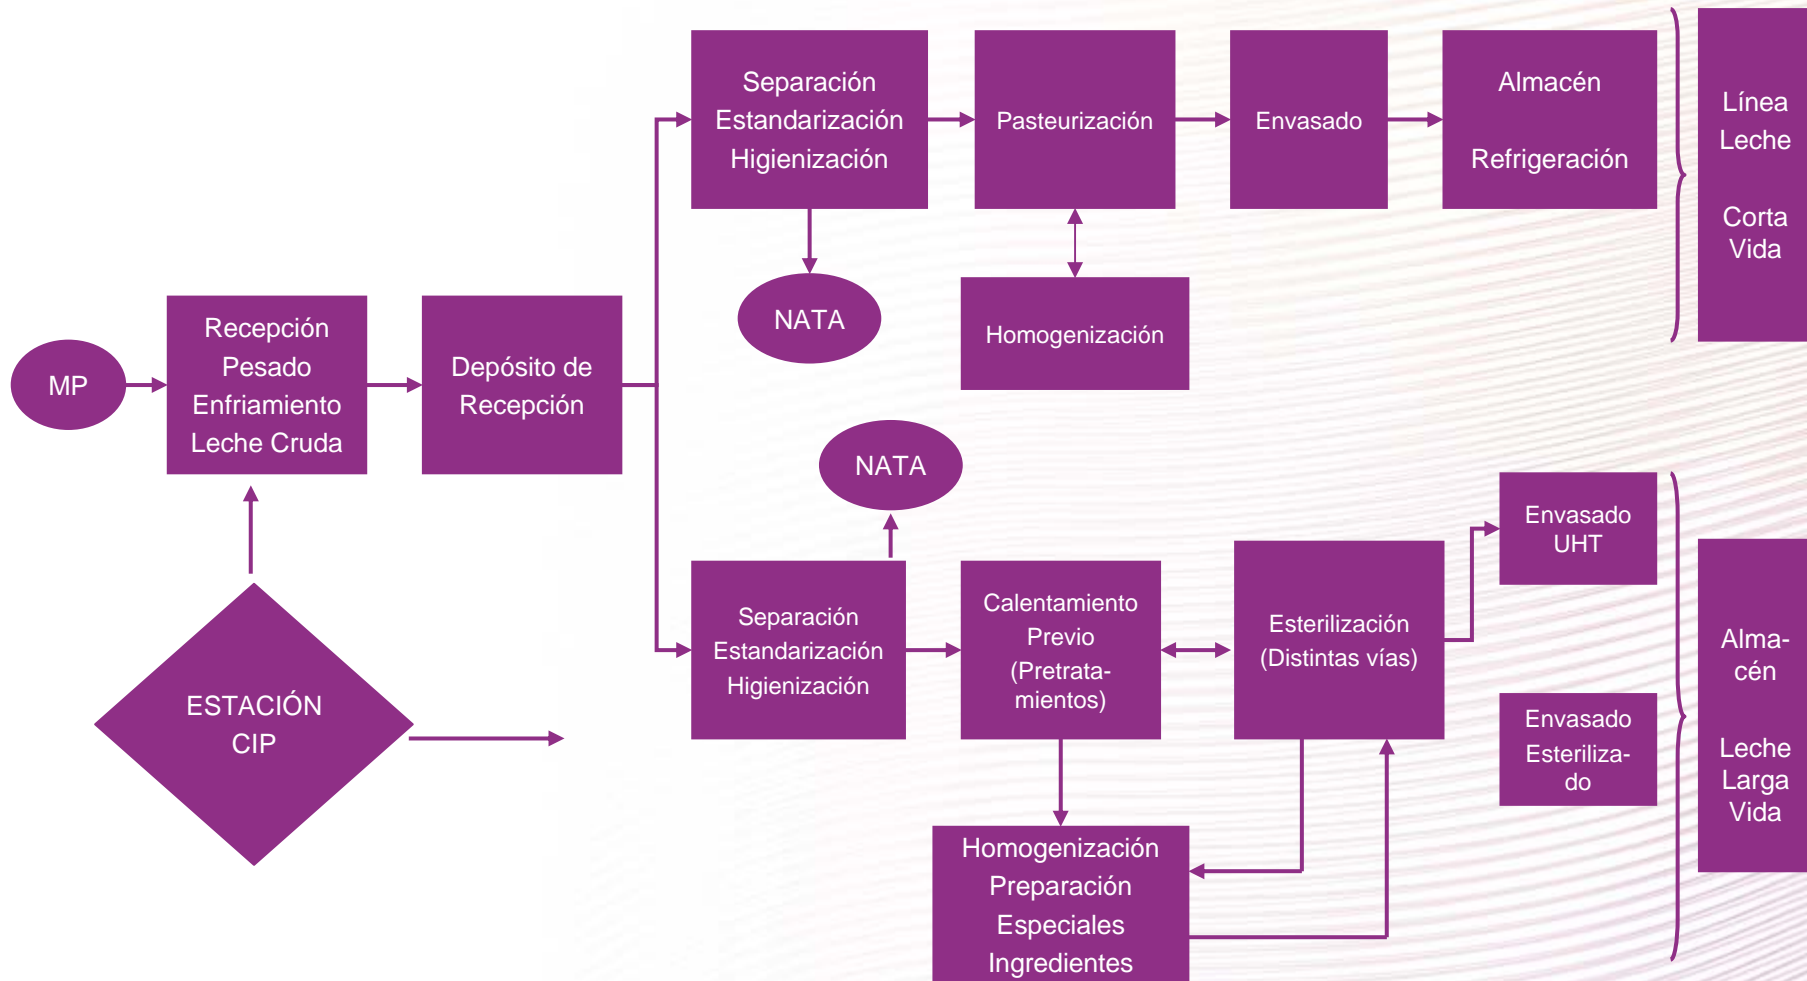 MP
Recepción
Pesado
Enfriamiento
Leche Cruda
Depósito de
Recepción
Separación
Estandarización
Higienización
NATA
Pasteurización
Homogenización
Envasado
Almacén
Refrigeración
Línea
Leche
Corta
Vida
ESTACIÓN
CIP
Separación
Estandarización
Higienización
NATA
Calentamiento
Previo
(Pretrata-
mientos)
Homogenización
Preparación
Especiales
Ingredientes
Esterilización
(Distintas vías)
Envasado
UHT
Envasado
Esteriliza-
do
Alma-
cén
Leche
Larga
Vida